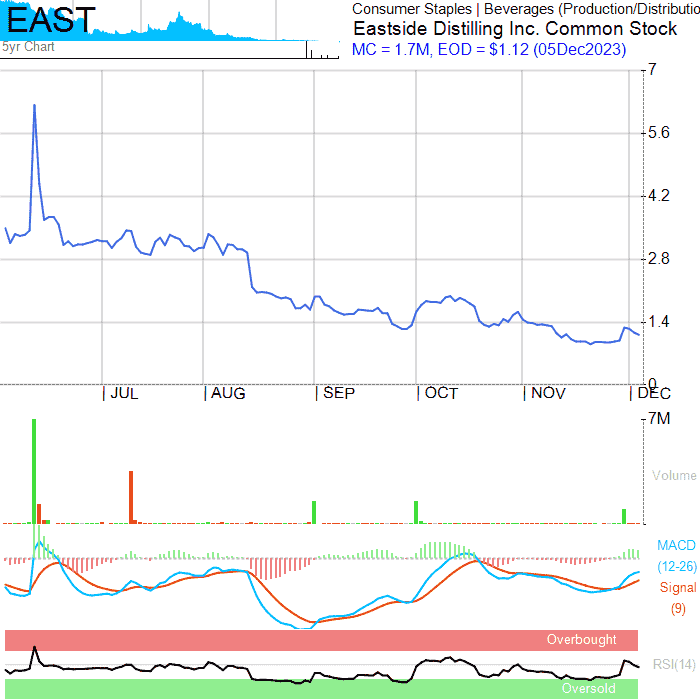 EAST
5yr Chart
Consumer Staples | Beverages (Production/Distributio
Eastside Distilling Inc. Common Stock
MC = 1.7M, EOD = $1.12 (05Dec2023)
7
5.6
4.2
2.8
1.4
0
JUL
AUG
SEP
OCT
NOV
DEC
7M
Volume
MACD
(12-26)
Signal
(9)
Overbought
RSI(14)
Oversold